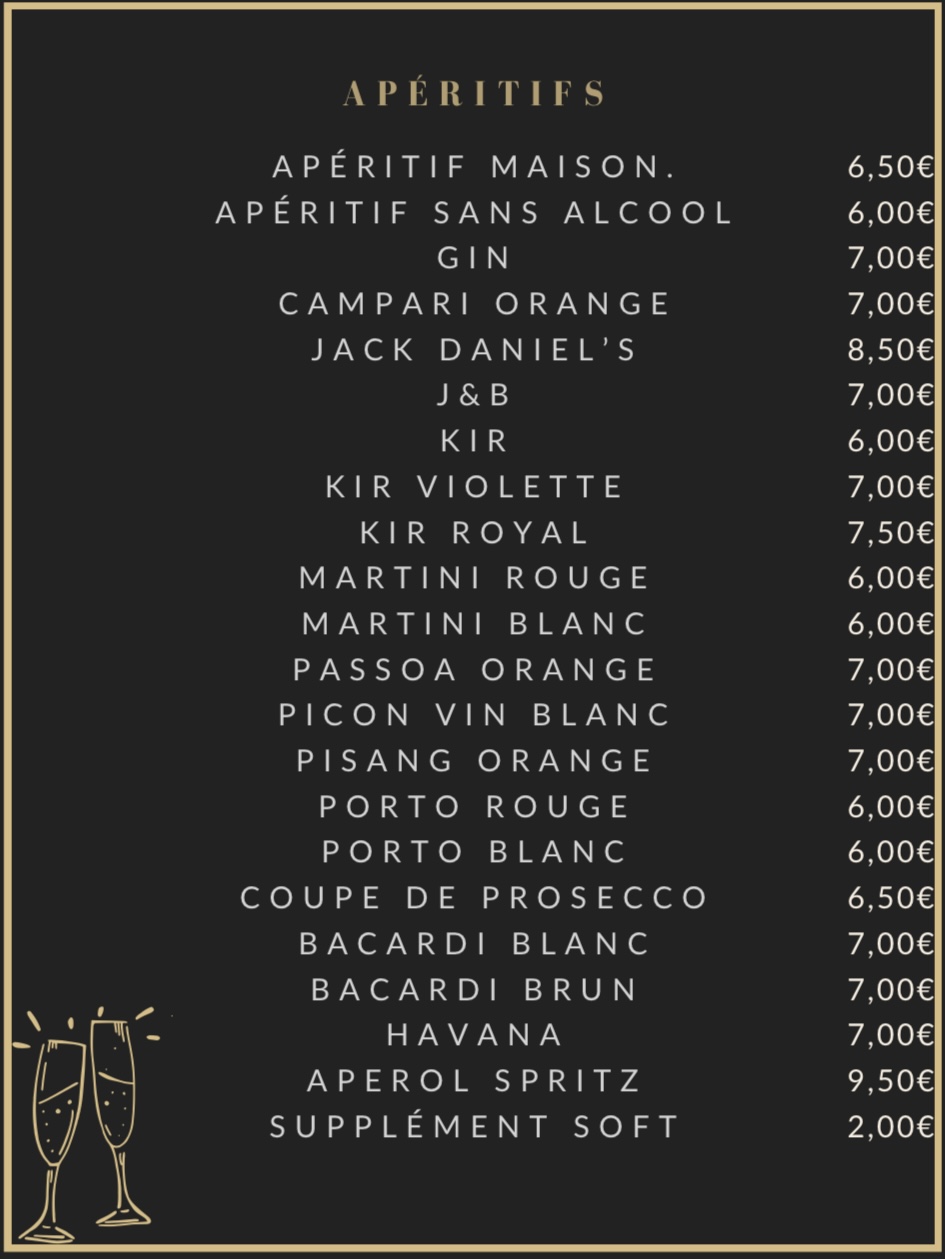 APÉRITIFS
APÉRITIF MAISON. 6,50€
APÉRITIF SANS ALCOOL 6,00€
GIN 7,00€
CAMPARI ORANGE 7,00€
JACK DANIEL’S 8,50€
J&B 7,00€
KIR 6,00€
KIR VIOLETTE 7,00€
KIR ROYAL 7,50€
MARTINI ROUGE 6,00€
MARTINI BLANC 6,00€
PASSOA ORANGE 7,00€
PICON VIN BLANC 7,00€
PISANG ORANGE 7,00€
PORTO ROUGE 6,00€
PORTO BLANC 6,00€
COUPE DE PROSECCO 6,50€
BACARDI BLANC 7,00€
BACARDI BRUN 7,00€
HAVANA 7,00€
APEROL SPRITZ 9,50€
SUPPLÉMENT SOFT 2,00€